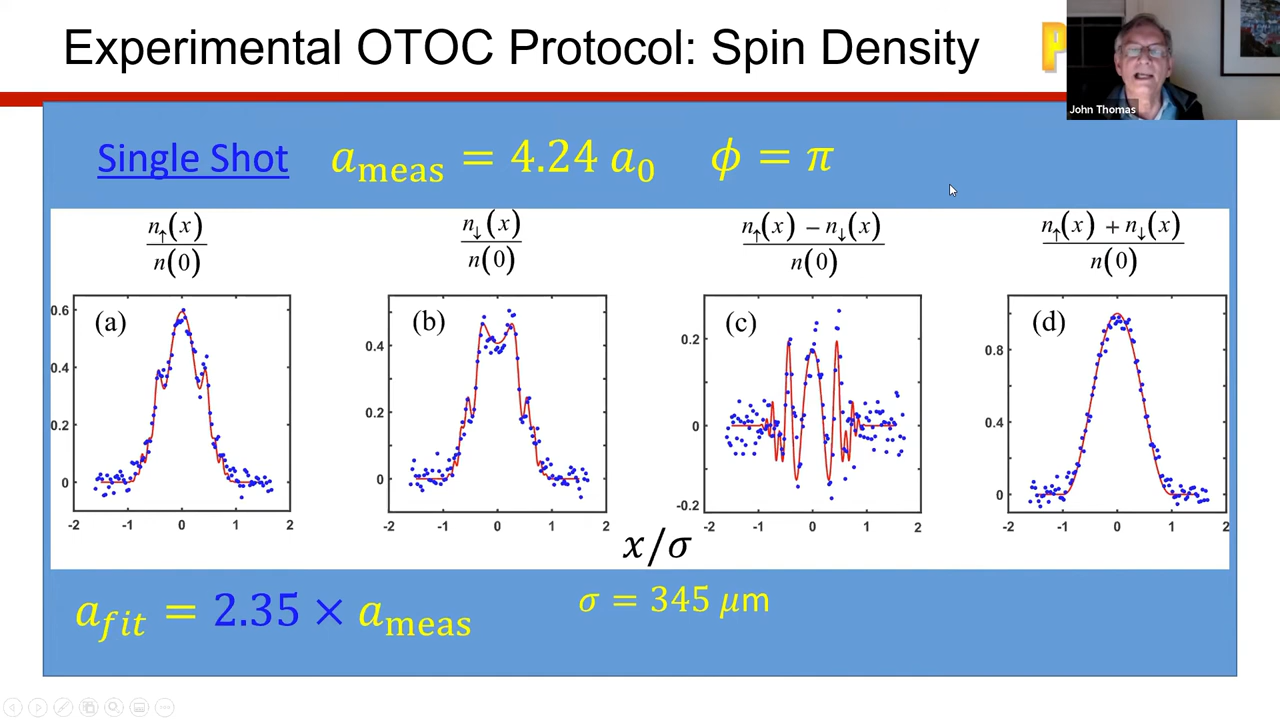 Experimental OTOC Protocol: Spin Density
P
John Thomas
Single Shot a_meas = 4.24 a_0 ϕ = π
n↑(x)/n(0) n↓(x)/n(0) n↑(x) − n↓(x)/n(0) n↑(x) + n↓(x)/n(0)
(a) (b) (c) (d)
0.6
0.4
0.2
0
-2 -1 0 1 2
0.4
0.2
0
-2 -1 0 1 2
0.2
0
-0.2
-2 -1 0 1 2
0.8
0.4
0
-2 -1 0 1 2
x/σ
a_fit = 2.35 × a_meas σ = 345 μm